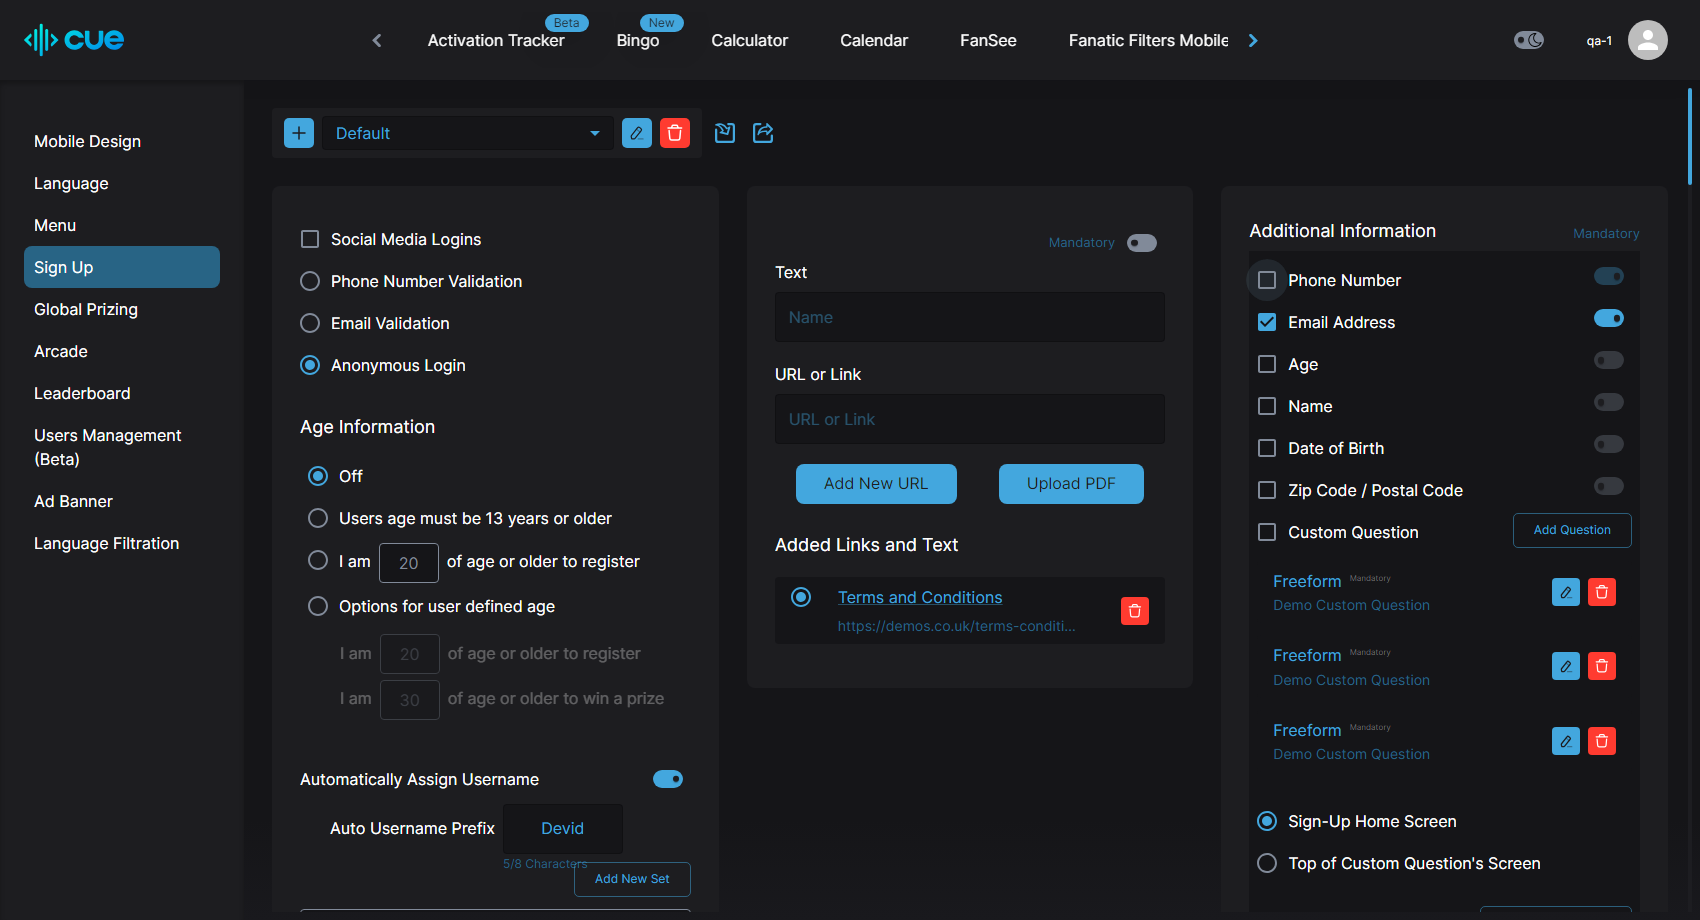 cue
Activation Tracker
Beta
Bingo
New
Calculator
Calendar
FanSee
Fanatic Filters Mobile
qa-1
Mobile Design
Language
Menu
Sign Up
Global Prizing
Arcade
Leaderboard
Users Management
(Beta)
Ad Banner
Language Filtration
Default
Social Media Logins
Phone Number Validation
Email Validation
Anonymous Login
Age Information
Off
Users age must be 13 years or older
I am 20 of age or older to register
Options for user defined age
I am 20 of age or older to register
I am 30 of age or older to win a prize
Automatically Assign Username
Auto Username Prefix Devid
5/8 Characters
Add New Set
Mandatory
Text
Name
URL or Link
URL or Link
Add New URL
Upload PDF
Added Links and Text
Terms and Conditions
https://demos.co.uk/terms-conditi...
Additional Information Mandatory
Phone Number
Email Address
Age
Name
Date of Birth
Zip Code / Postal Code
Custom Question
Add Question
Freeform Mandatory
Demo Custom Question
Freeform Mandatory
Demo Custom Question
Freeform Mandatory
Demo Custom Question
Sign-Up Home Screen
Top of Custom Question's Screen